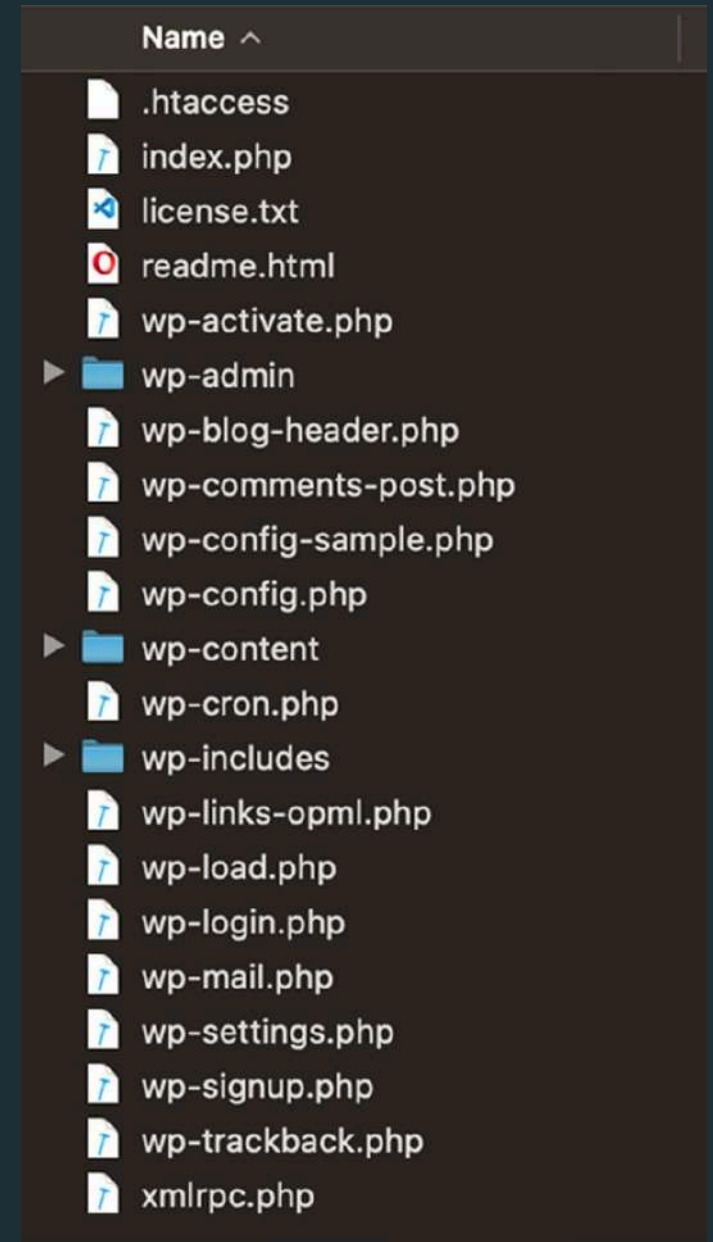 Name
.htaccess
index.php
license.txt
readme.html
wp-activate.php
wp-admin
wp-blog-header.php
wp-comments-post.php
wp-config-sample.php
wp-config.php
wp-content
wp-cron.php
wp-includes
wp-links-opml.php
wp-load.php
wp-login.php
wp-mail.php
wp-settings.php
wp-signup.php
wp-trackback.php
xmlrpc.php